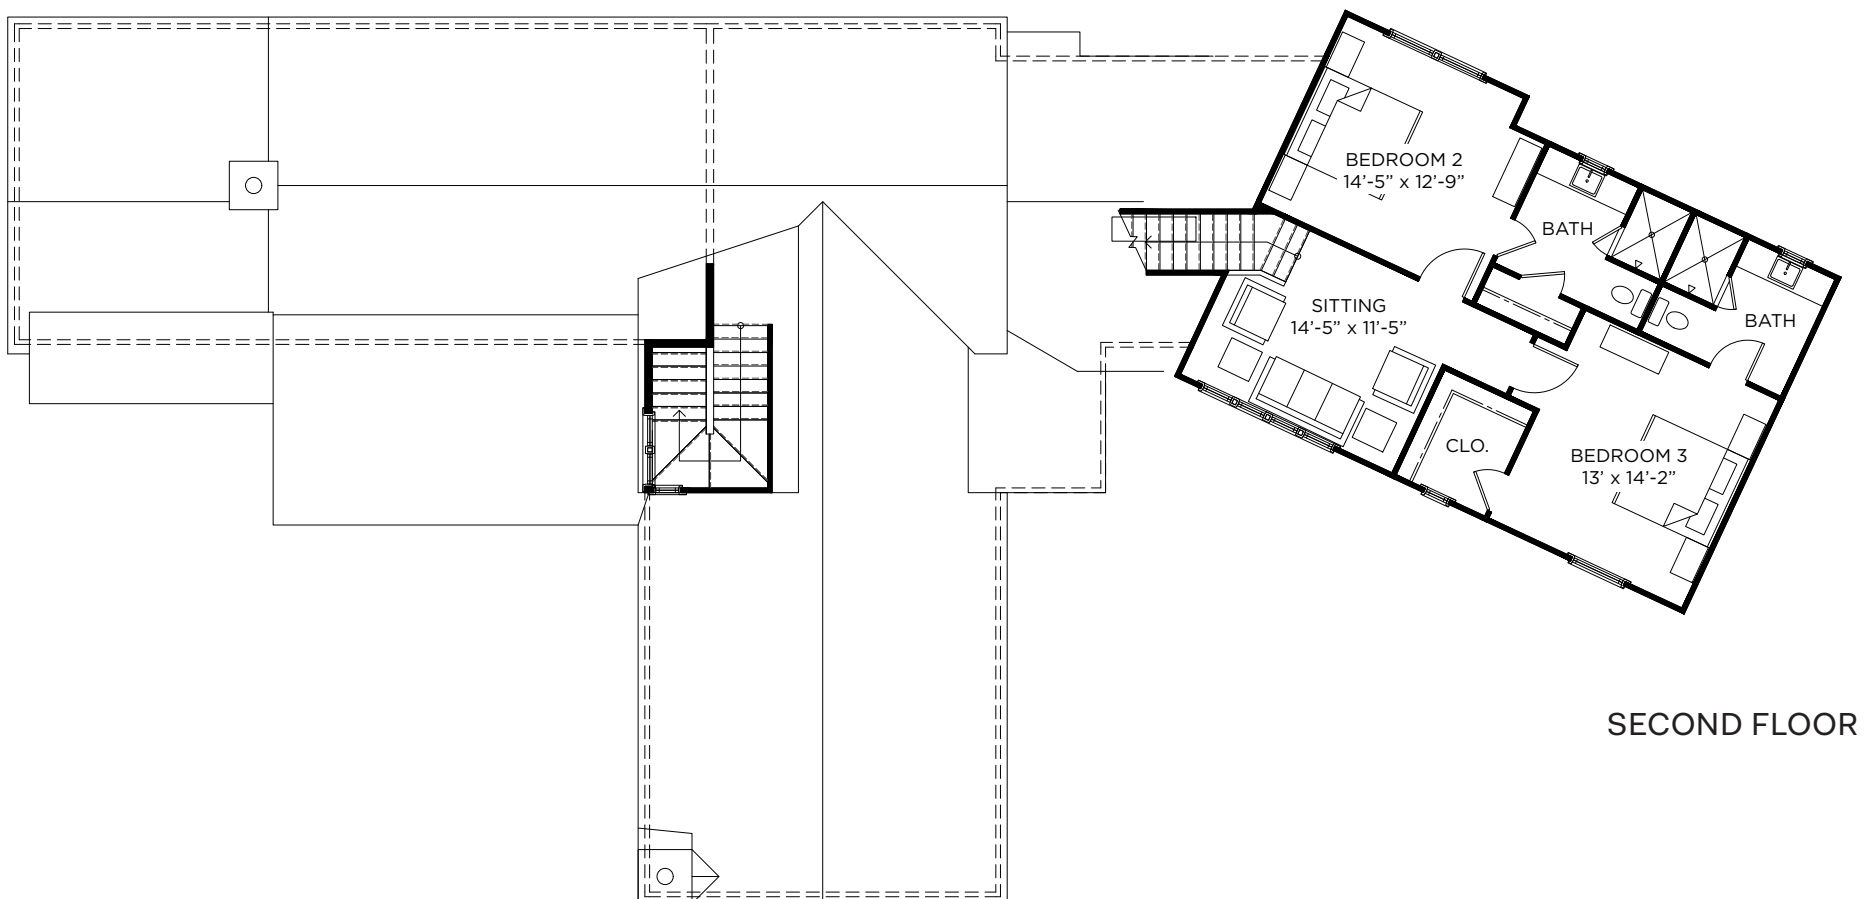 BEDROOM 2
14’-5” x 12’-9”
BATH
SITTING
14’-5” x 11’-5”
BATH
CLO.
BEDROOM 3
13’ x 14’-2”
SECOND FLOOR